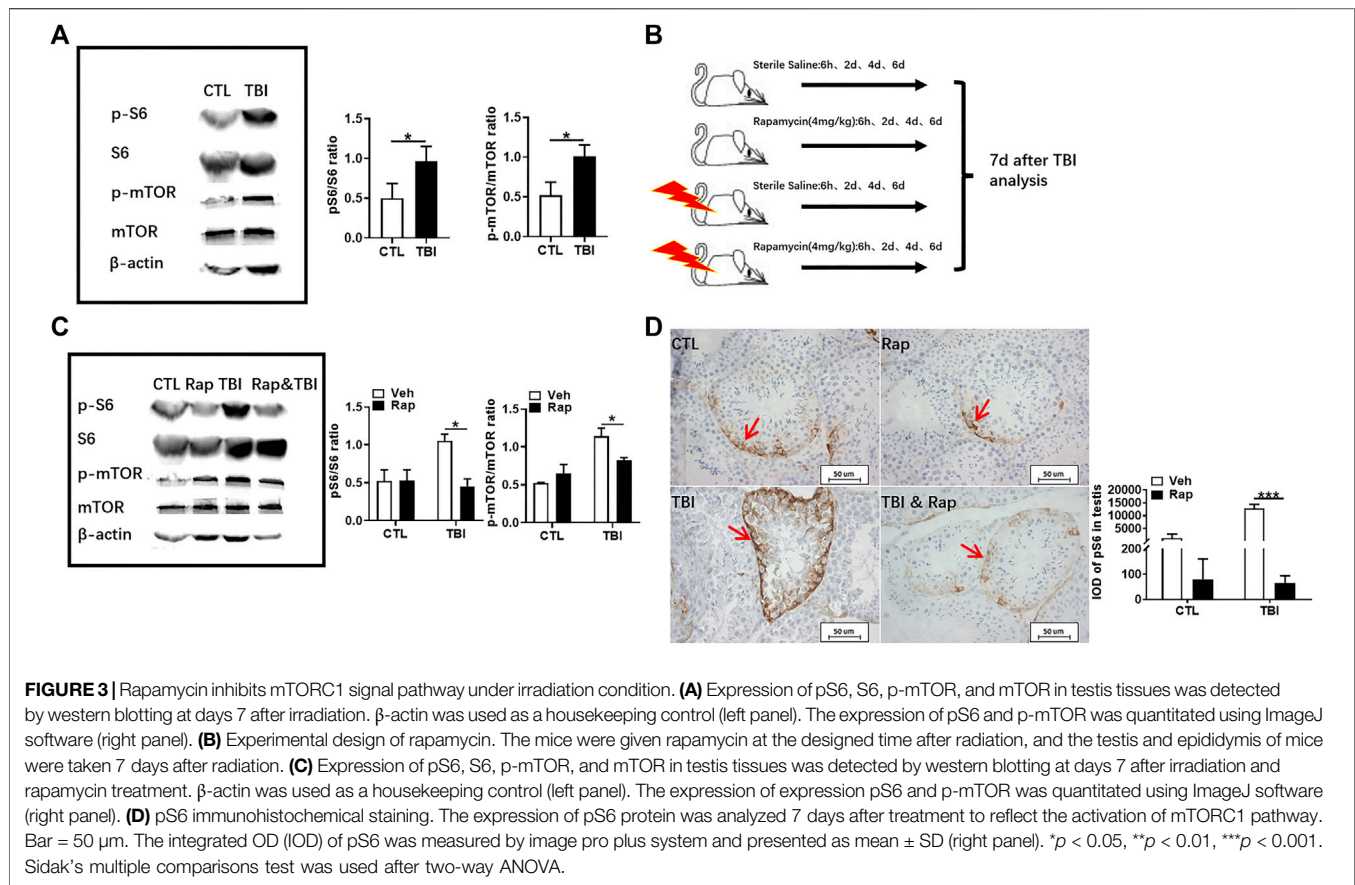 A
CTL TBI
p-S6
S6
p-mTOR
mTOR
β-actin
pS6/S6 ratio
1.5
1.0
0.5
0.0
*
CTL TBI
p-mTOR/mTOR ratio
1.5
1.0
0.5
0.0
*
CTL TBI
B
Sterile Saline:6h、2d、4d、6d
Rapamycin(4mg/kg):6h、2d、4d、6d
Sterile Saline:6h、2d、4d、6d
Rapamycin(4mg/kg):6h、2d、4d、6d
7d after TBI
analysis
C
CTL Rap TBI Rap&TBI
p-S6
S6
p-mTOR
mTOR
β-actin
Veh
Rap
pS6/S6 ratio
1.5
1.0
0.5
0.0
*
CTL TBI
Veh
Rap
p-mTOR/mTOR ratio
1.5
1.0
0.5
0.0
*
CTL TBI
D
CTL
50 um
Rap
50 um
TBI
50 um
TBI & Rap
50 um
Veh
Rap
IOD of pS6 in testis
20000
15000
10000
5000
200
100
0
***
CTL TBI
FIGURE 3 | Rapamycin inhibits mTORC1 signal pathway under irradiation condition. (A) Expression of pS6, S6, p-mTOR, and mTOR in testis tissues was detected
by western blotting at days 7 after irradiation. β-actin was used as a housekeeping control (left panel). The expression of pS6 and p-mTOR was quantitated using ImageJ
software (right panel). (B) Experimental design of rapamycin. The mice were given rapamycin at the designed time after radiation, and the testis and epididymis of mice
were taken 7 days after radiation. (C) Expression of pS6, S6, p-mTOR, and mTOR in testis tissues was detected by western blotting at days 7 after irradiation and
rapamycin treatment. β-actin was used as a housekeeping control (left panel). The expression of expression pS6 and p-mTOR was quantitated using ImageJ software
(right panel). (D) pS6 immunohistochemical staining. The expression of pS6 protein was analyzed 7 days after treatment to reflect the activation of mTORC1 pathway.
Bar = 50 μm. The integrated OD (IOD) of pS6 was measured by image pro plus system and presented as mean ± SD (right panel). *p < 0.05, **p < 0.01, ***p < 0.001.
Sidak's multiple comparisons test was used after two-way ANOVA.